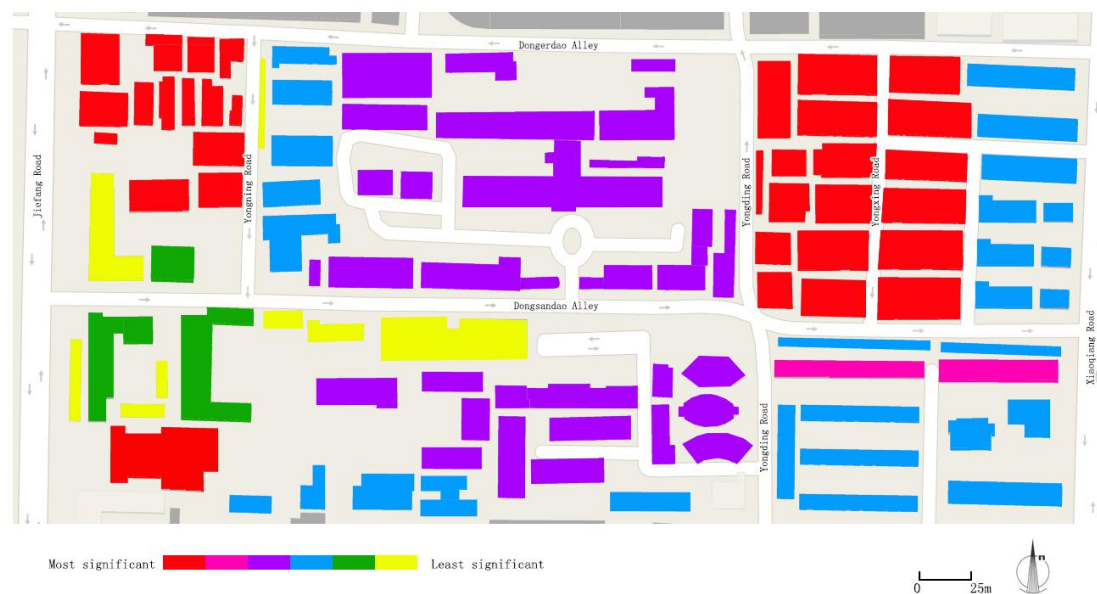 Dongerdao Alley
Jiefang Road
Yongning Road
Yongding Road
Yongxing Road
Dongsandao Alley
Xiaoqiang Road
Yongding Road
Most significant
Least significant
n
0 25m